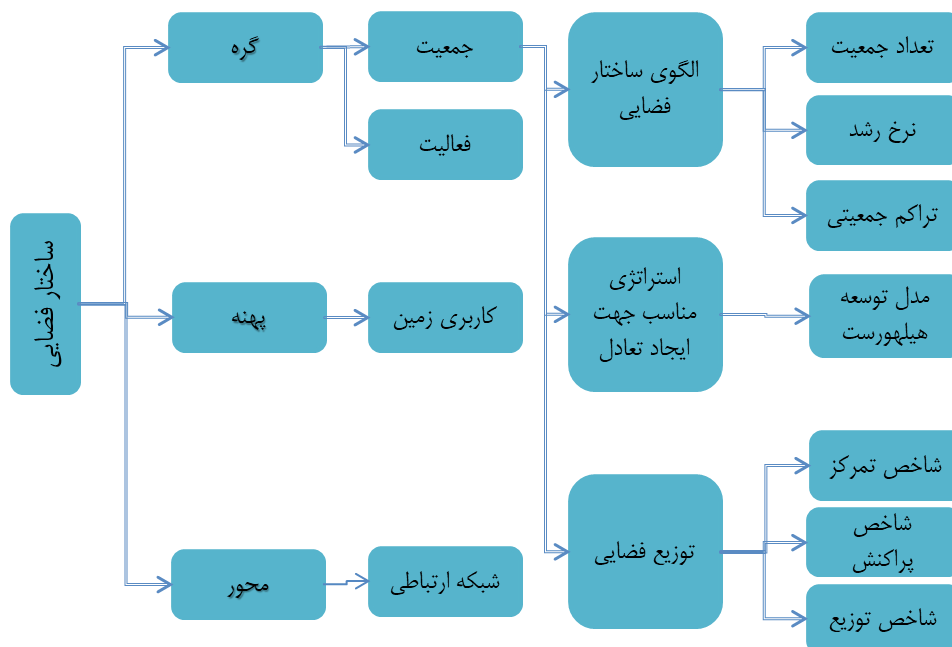 ساختار فضایی
گره
پهنه
محور
جمعیت
فعالیت
کاربری زمین
شبکه ارتباطی
الگوی ساختار
فضایی
استراتژی
مناسب جهت
ایجاد تعادل
توزیع فضایی
تعداد جمعیت
نرخ رشد
تراکم جمعیتی
مدل توسعه
هیلهورست
شاخص تمرکز
شاخص
پراکنش
شاخص توزیع